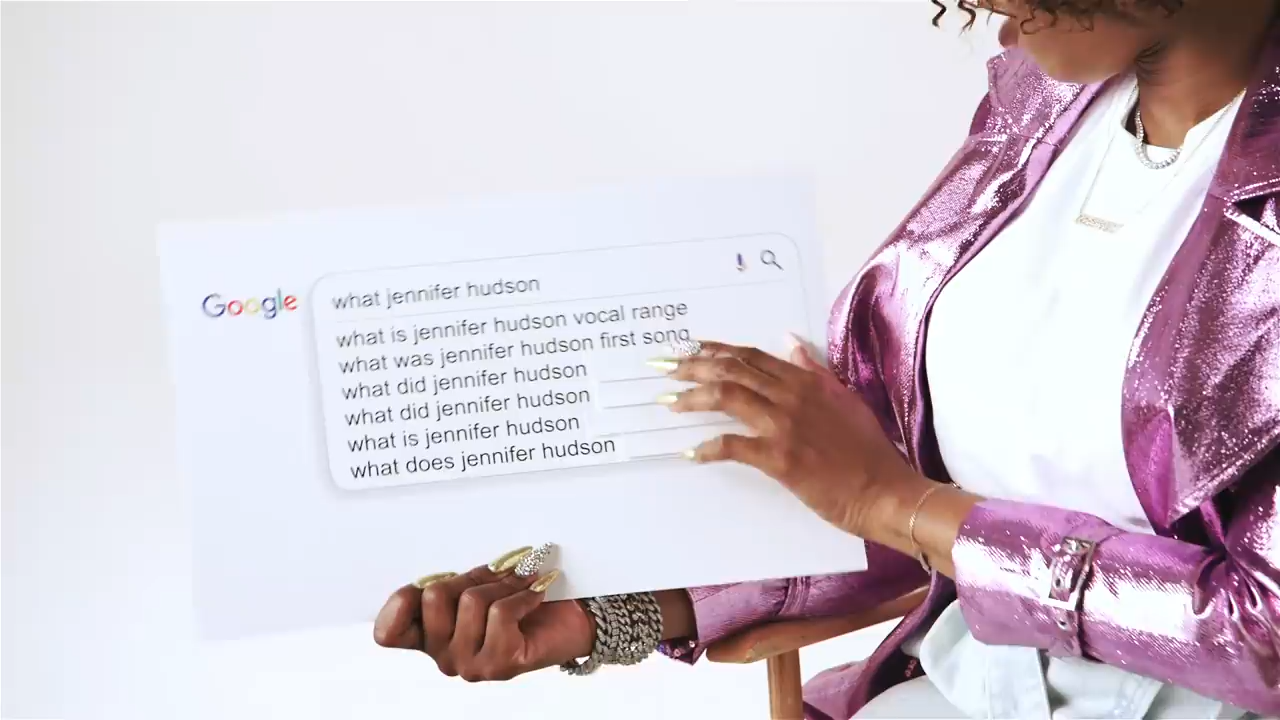 Google
what jennifer hudson
what is jennifer hudson vocal range
what was jennifer hudson first song
what did jennifer hudson
what did jennifer hudson
what is jennifer hudson
what does jennifer hudson